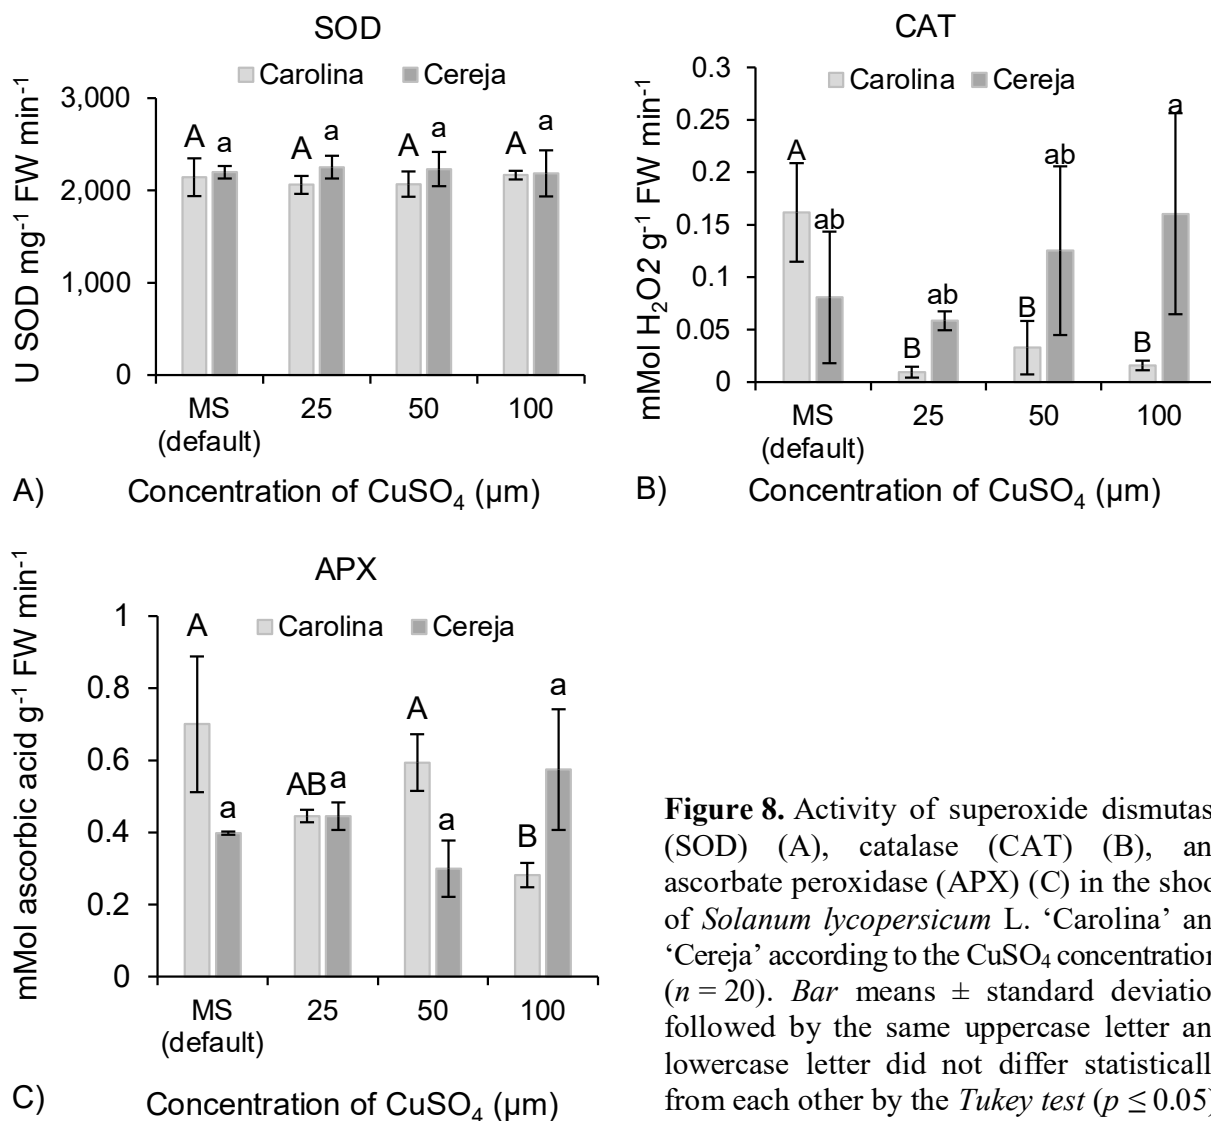 SOD
Carolina Cereja
U SOD mg⁻¹ FW min⁻¹
3,000
2,000
1,000
0
A a A a A a A a
MS (default) 25 50 100
A) Concentration of CuSO₄ (µm)
CAT
Carolina Cereja
mMol H₂O2 g⁻¹ FW min⁻¹
0.3
0.25
0.2
0.15
0.1
0.05
0
A ab B ab B ab B a
MS (default) 25 50 100
B) Concentration of CuSO₄ (µm)
APX
Carolina Cereja
mMol ascorbic acid g⁻¹ FW min⁻¹
1
0.8
0.6
0.4
0.2
0
A a AB a A a B a
MS (default) 25 50 100
C) Concentration of CuSO₄ (µm)
Figure 8. Activity of superoxide dismutas
(SOD) (A), catalase (CAT) (B), an
ascorbate peroxidase (APX) (C) in the shoo
of Solanum lycopersicum L. ‘Carolina’ an
‘Cereja’ according to the CuSO₄ concentration
(n = 20). Bar means ± standard deviatio
followed by the same uppercase letter an
lowercase letter did not differ statisticall
from each other by the Tukey test (p ≤ 0.05)